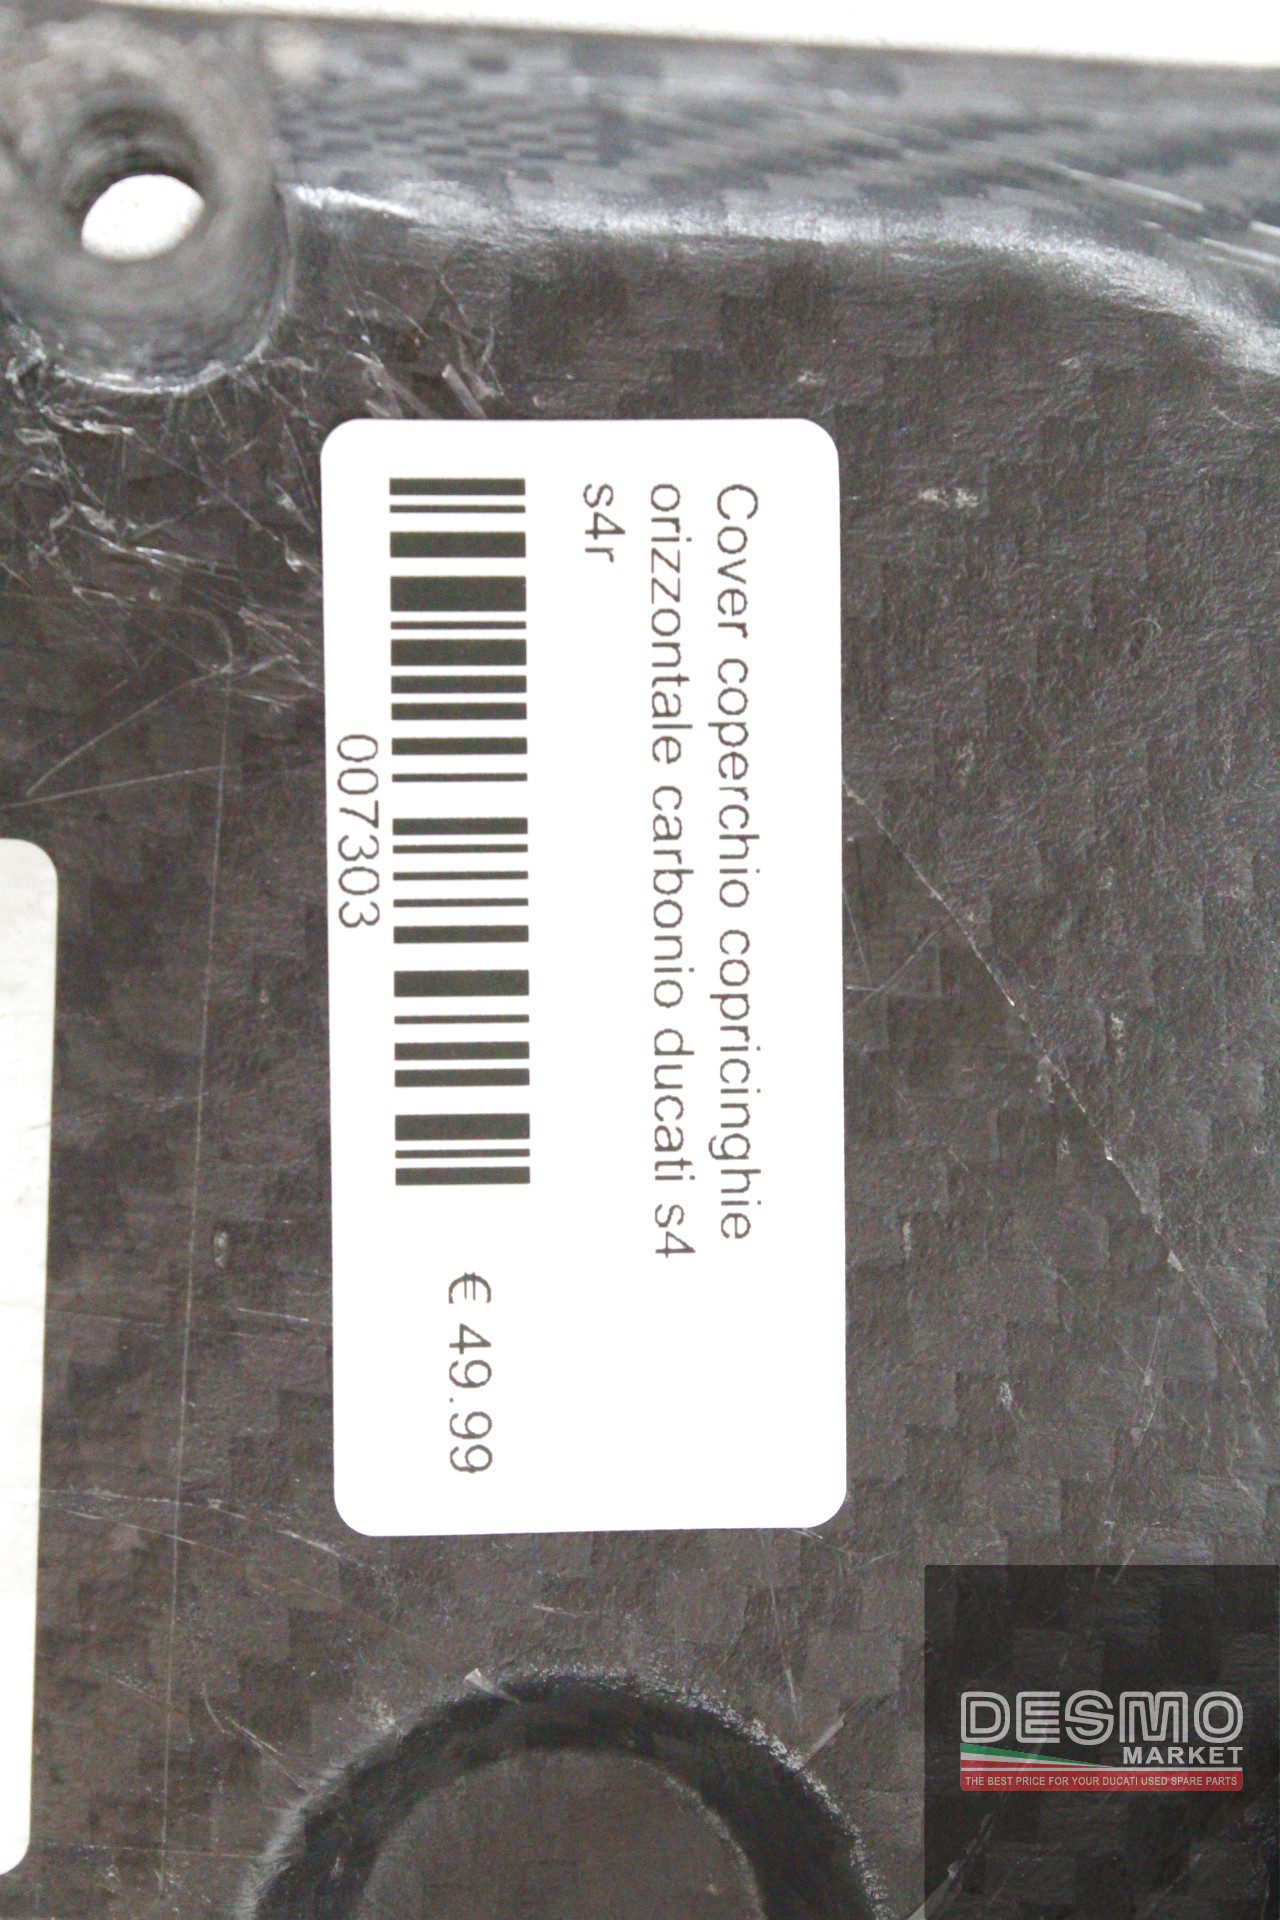 Cover coperchio copricinghie
orizzontale carbonio ducati s4
s4r
007303
€ 49.99
DESMO
MARKET
THE BEST PRICE FOR YOUR DUCATI USED SPARE PARTS